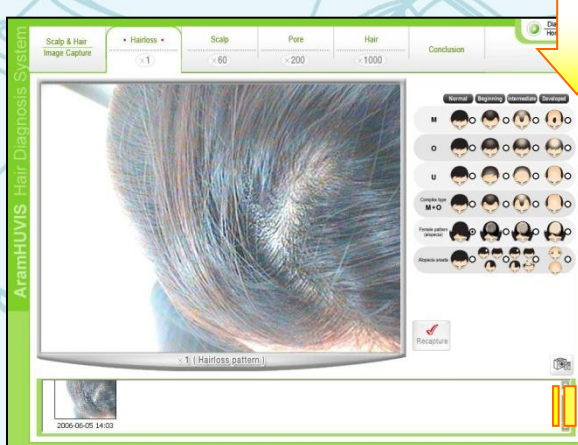 AramHUVIS Hair Diagnosis System
Scalp & Hair
Image Capture
• Hairloss •
×1
Scalp
×60
Pore
×200
Hair
×1000
Conclusion
Normal
Beginning
Intermediate
Developed
M
O
U
Complex type
M+O
Female pattern
(alopecia)
Alopecia areata
Recapture
×1 ( Hairloss pattern )
2006-06-05 14:03